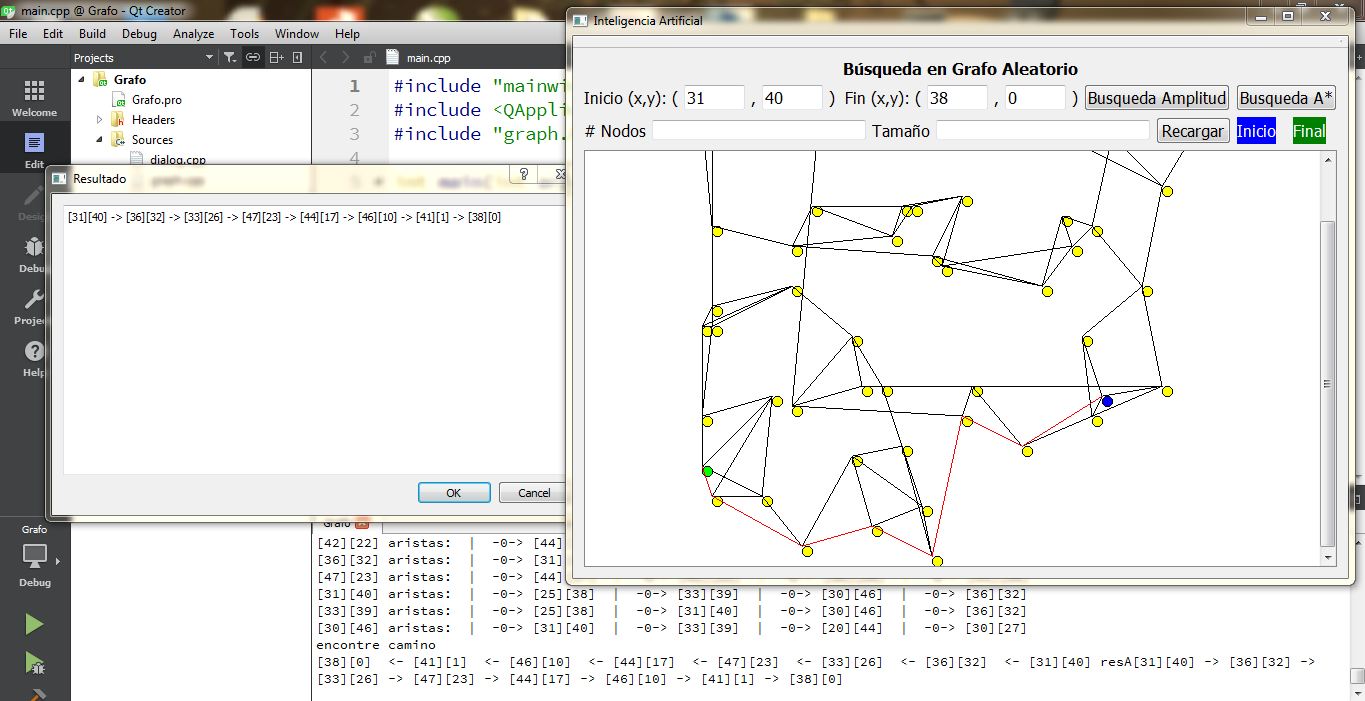 main.cpp @ Grafo - Qt Creator
File Edit Build Debug Analyze Tools Window Help
Projects
main.cpp
Welcome
Edit
Debu
Projec
Help
Grafo
Debug
Grafo
Grafo.pro
Headers
Sources
dialog.cpp
1 #include "mainwi
2 #include <QAppli
3 #include "graph.
4
Resultado
[31][40] -> [36][32] -> [33][26] -> [47][23] -> [44][17] -> [46][10] -> [41][1] -> [38][0]
OK Cancel
Inteligencia Artificial
Búsqueda en Grafo Aleatorio
Inicio (x,y): ( 31 , 40 ) Fin (x,y): ( 38 , 0 ) Busqueda Amplitud Busqueda A*
# Nodos Tamaño Recargar Inicio Final
Grafo
[42][22] aristas: | -0-> [44]
[36][32] aristas: | -0-> [31]
[47][23] aristas: | -0-> [44]
[31][40] aristas: | -0-> [25][38] | -0-> [33][39] | -0-> [30][46] | -0-> [36][32]
[33][39] aristas: | -0-> [25][38] | -0-> [31][40] | -0-> [30][46] | -0-> [36][32]
[30][46] aristas: | -0-> [31][40] | -0-> [33][39] | -0-> [20][44] | -0-> [30][27]
encontre camino
[38][0] <- [41][1] <- [46][10] <- [44][17] <- [47][23] <- [33][26] <- [36][32] <- [31][40] resA[31][40] -> [36][32] ->
[33][26] -> [47][23] -> [44][17] -> [46][10] -> [41][1] -> [38][0]